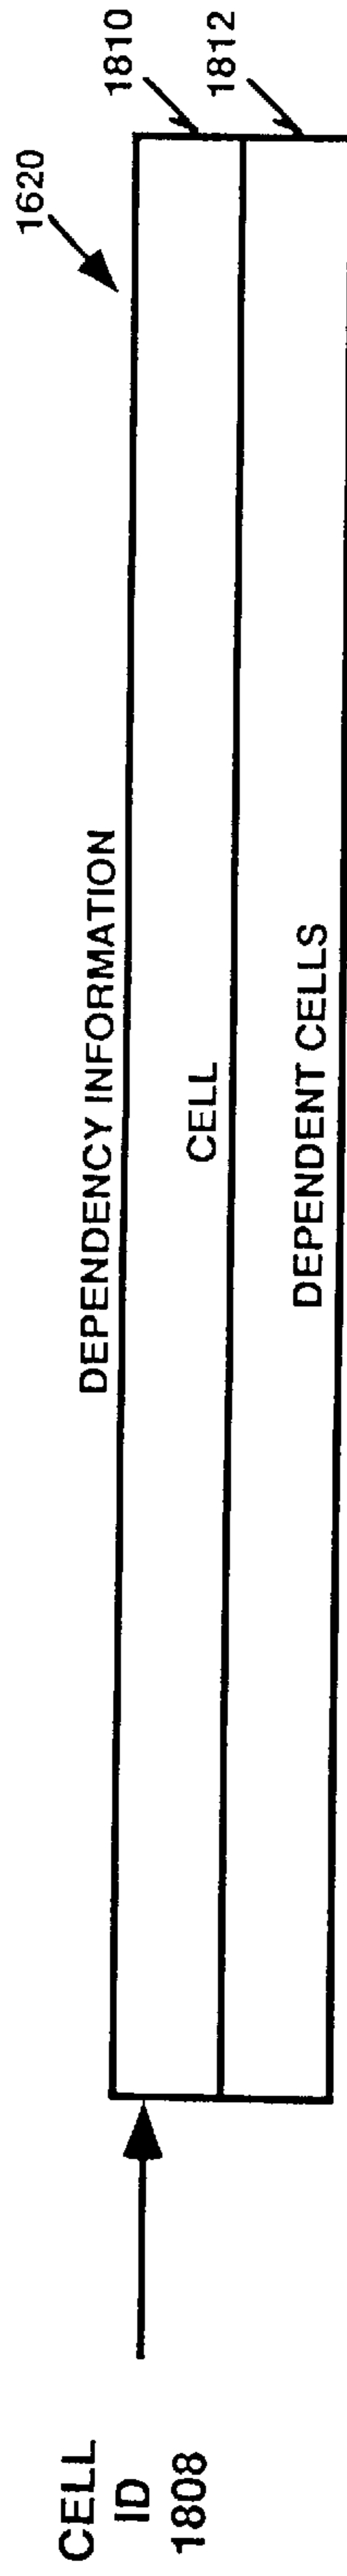 1620
DEPENDENCY INFORMATION
1810
CELL
1812
DEPENDENT CELLS
CELL
ID
1808